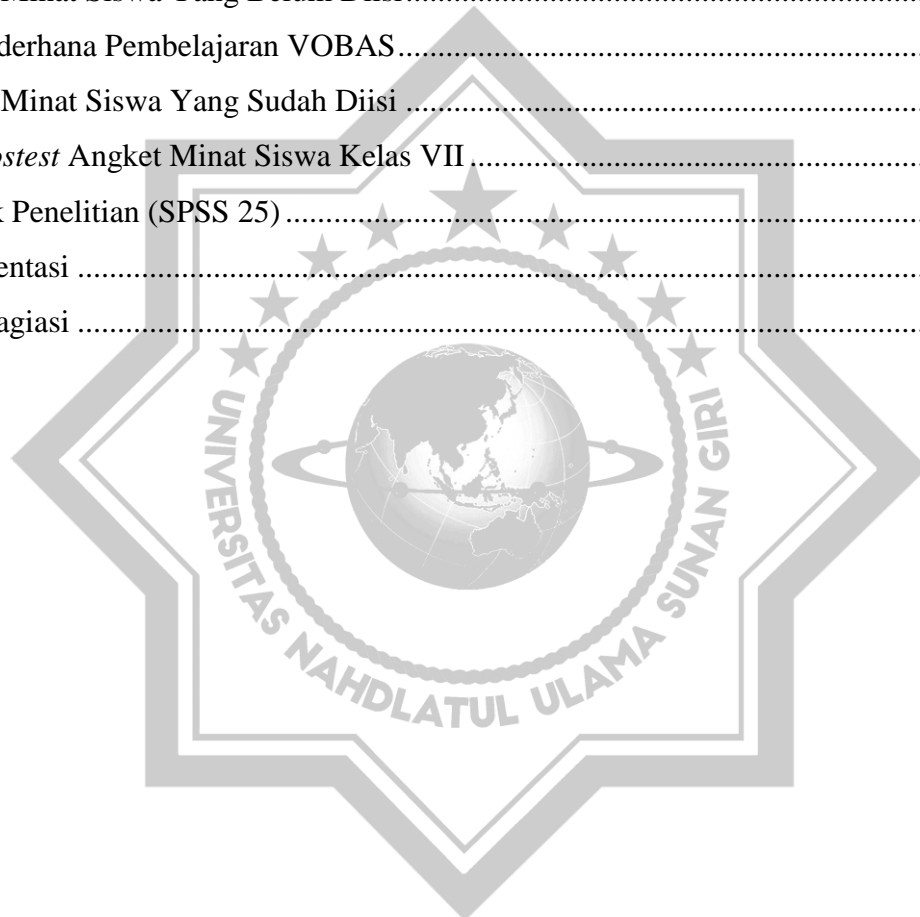 Minat Siswa Yang Belum Diisi
derhana Pembelajaran VOBAS
Minat Siswa Yang Sudah Diisi
ostest Angket Minat Siswa Kelas VII
k Penelitian (SPSS 25)
entasi
agiasi
UNIVERSITAS NAHDLATUL ULAMA SUNAN GIRI